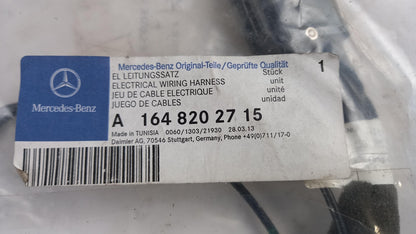 Mercedes-Benz Original-Teile/Geprüfte Qualität
EL LEITUNGSSATZ Stück 1
ELECTRICAL WIRING HARNESS unit
JEU DE CABLE ELECTRIQUE unité
JUEGO DE CABLES unidad
Mercedes-Benz
A 164 820 27 15
Made in TUNISIA 0060/1303/21930 28.03.13
Daimler AG, 70546 Stuttgart, Germany, Phone +49(0)711/17-0